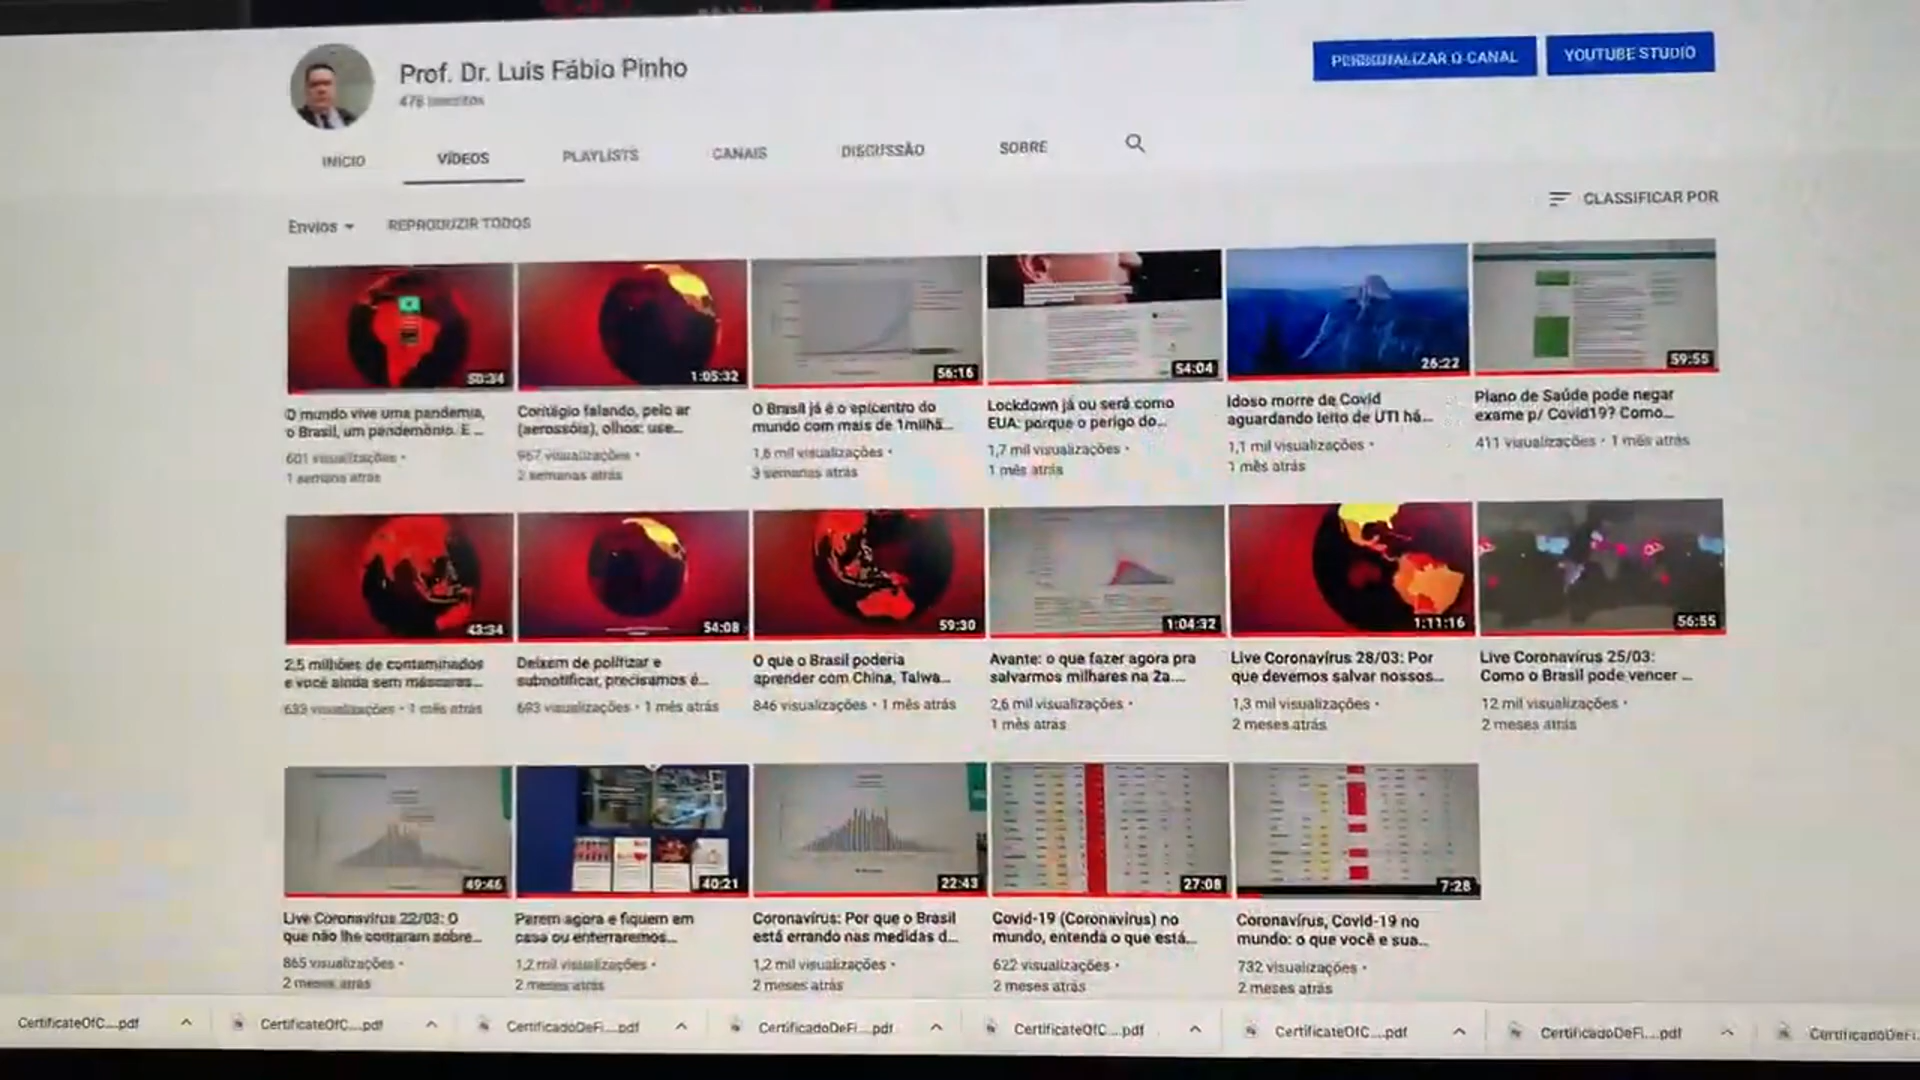 Prof. Dr. Luis Fábio Pinho
PERSONALIZAR O CANAL
YOUTUBE STUDIO
478 inscritos
INÍCIO
VÍDEOS
PLAYLISTS
CANAIS
DISCUSSÃO
SOBRE
CLASSIFICAR POR
Envios
REPRODUZIR TODOS
50:34
1:05:32
56:16
54:04
26:22
59:55
O mundo vive uma pandemia,
o Brasil, um pandemônio. E ...
601 visualizações •
1 semana atrás
Contágio falando, pelo ar
(aerossóis), olhos: use...
967 visualizações •
2 semanas atrás
O Brasil já é o epicentro do
mundo com mais de 1milhã...
1,6 mil visualizações •
3 semanas atrás
Lockdown já ou será como
EUA: porque o perigo do...
1,7 mil visualizações •
1 mês atrás
Idoso morre de Covid
aguardando leito de UTI há...
1,1 mil visualizações •
1 mês atrás
Plano de Saúde pode negar
exame p/ Covid19? Como...
411 visualizações • 1 mês atrás
43:34
54:08
59:30
1:04:32
1:11:16
56:55
2,5 milhões de contaminados
e você ainda sem máscaras...
633 visualizações • 1 mês atrás
Deixem de politizar e
subnotificar, precisamos é...
693 visualizações • 1 mês atrás
O que o Brasil poderia
aprender com China, Taiwa...
846 visualizações • 1 mês atrás
Avante: o que fazer agora pra
salvarmos milhares na 2a....
2,6 mil visualizações •
1 mês atrás
Live Coronavírus 28/03: Por
que devemos salvar nossos...
1,3 mil visualizações •
2 meses atrás
Live Coronavírus 25/03:
Como o Brasil pode vencer ...
12 mil visualizações •
2 meses atrás
49:46
40:21
22:43
27:08
7:28
Live Coronavírus 22/03: O
que não lhe contaram sobre...
865 visualizações •
2 meses atrás
Parem agora e fiquem em
casa ou enterraremos...
1,2 mil visualizações •
2 meses atrás
Coronavírus: Por que o Brasil
está errando nas medidas d...
1,2 mil visualizações •
2 meses atrás
Covid-19 (Coronavirus) no
mundo, entenda o que está...
622 visualizações •
2 meses atrás
Coronavírus, Covid-19 no
mundo: o que você e sua...
732 visualizações •
2 meses atrás
CertificateOfC....pdf
CertificateOfC....pdf
CertificadoDeFi....pdf
CertificadoDeFi....pdf
CertificateOfC....pdf
CertificateOfC....pdf
CertificadoDeFi....pdf
CertificadoDeFi...